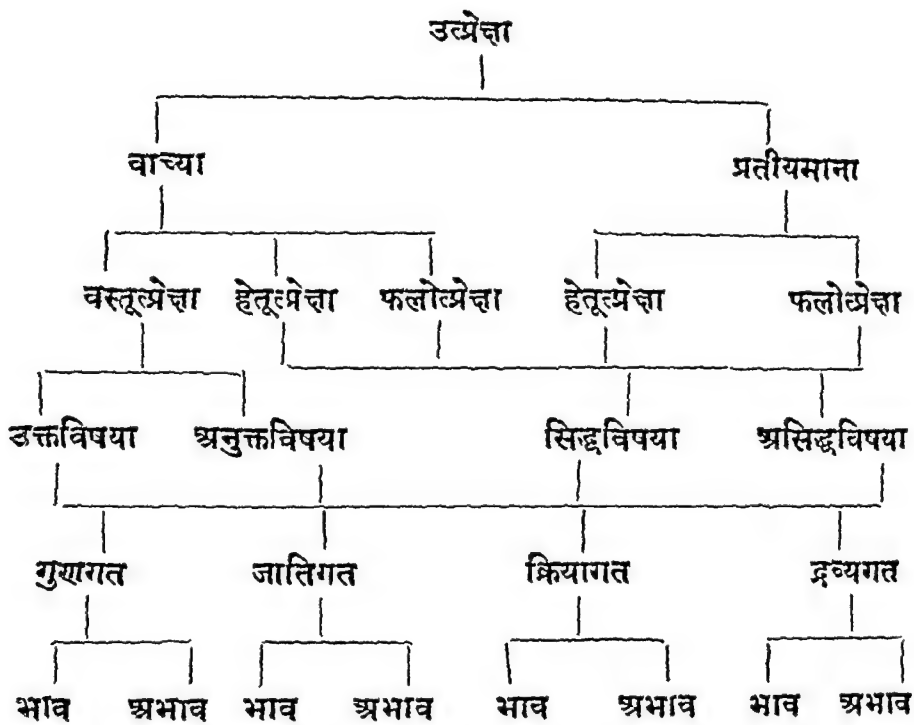 उत्प्रेक्षा
वाच्या प्रतीयमाना
वस्तूत्प्रेक्षा हेतूत्प्रेक्षा फलोत्प्रेक्षा हेतूत्प्रेक्षा फलोत्प्रेक्षा
उक्तविषया अनुक्तविषया सिद्धविषया असिद्धविषया
गुणगत जातिगत क्रियागत द्रव्यगत
भाव अभाव भाव अभाव भाव अभाव भाव अभाव